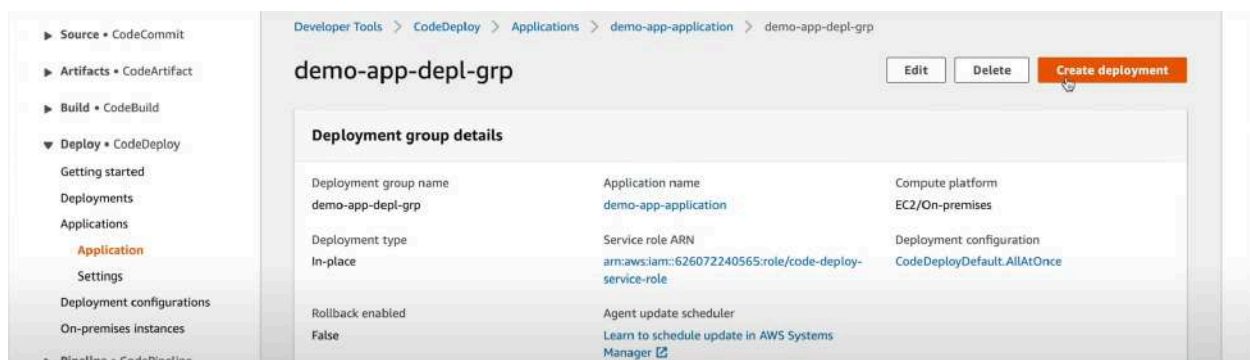 Source • CodeCommit
Artifacts • CodeArtifact
Build • CodeBuild
Deploy • CodeDeploy
Getting started
Deployments
Applications
Application
Settings
Deployment configurations
On-premises instances
Pipeline • CodePipeline
Developer Tools > CodeDeploy > Applications > demo-app-application > demo-app-depl-grp
demo-app-depl-grp
Edit Delete Create deployment
Deployment group details
Deployment group name Application name Compute platform
demo-app-depl-grp demo-app-application EC2/On-premises
Deployment type Service role ARN Deployment configuration
In-place arn:aws:iam::626072240565:role/code-deploy- CodeDeployDefault.AllAtOnce
service-role
Rollback enabled Agent update scheduler
False Learn to schedule update in AWS Systems
Manager